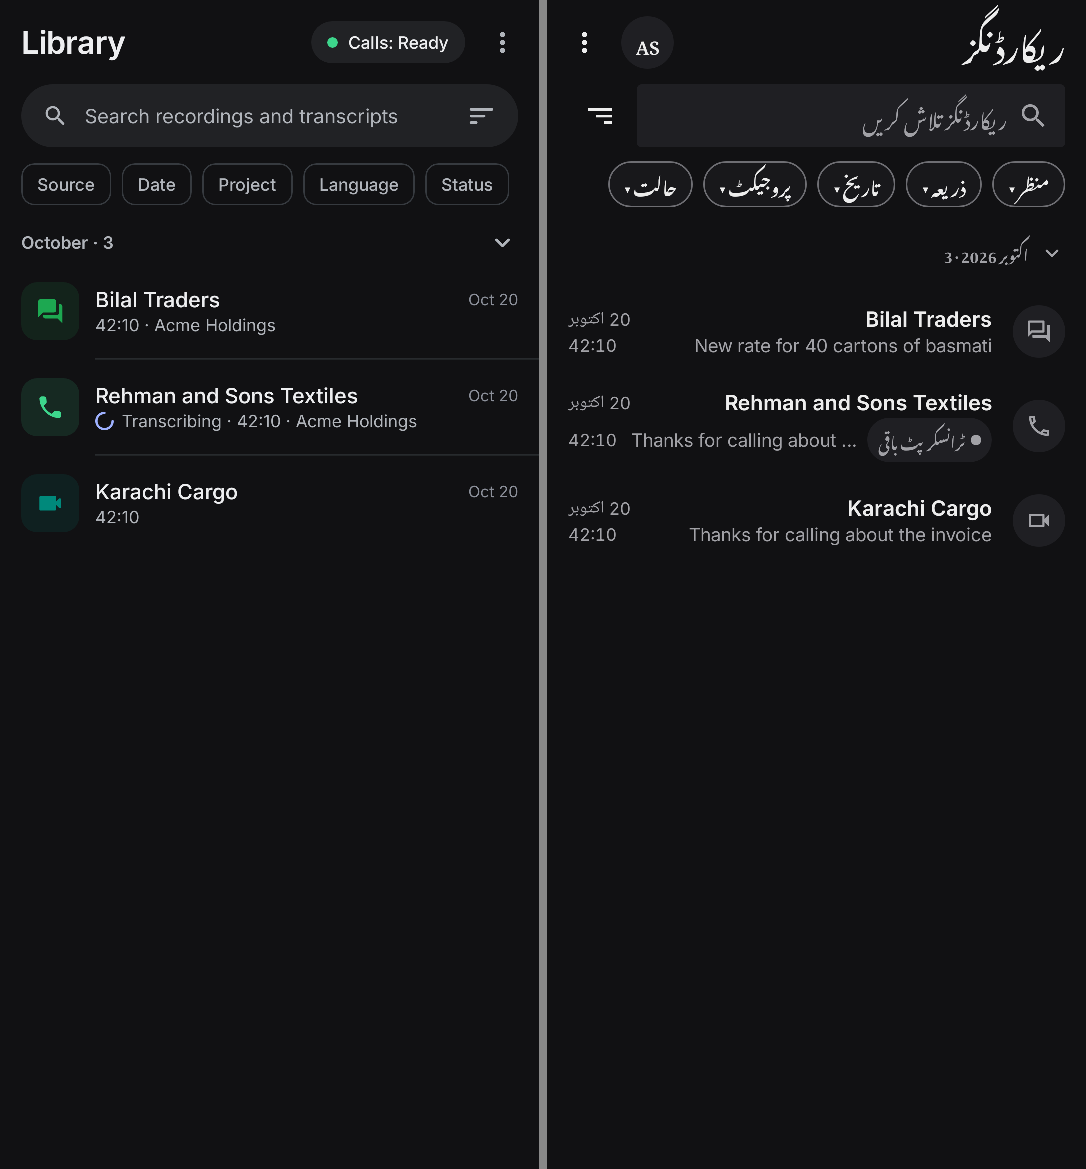 Library
Calls: Ready
Search recordings and transcripts
Source
Date
Project
Language
Status
October · 3
Bilal Traders
Oct 20
42:10 · Acme Holdings
Rehman and Sons Textiles
Oct 20
Transcribing · 42:10 · Acme Holdings
Karachi Cargo
Oct 20
42:10
ریکارڈنگز
AS
ریکارڈنگز تلاش کریں
منظر
ذریعہ
تاریخ
پروجیکٹ
حالت
اکتوبر 2026 · 3
Bilal Traders
20 اکتوبر
New rate for 40 cartons of basmati
42:10
Rehman and Sons Textiles
20 اکتوبر
ٹرانسکرپٹ باقی
Thanks for calling about ...
42:10
Karachi Cargo
20 اکتوبر
Thanks for calling about the invoice
42:10